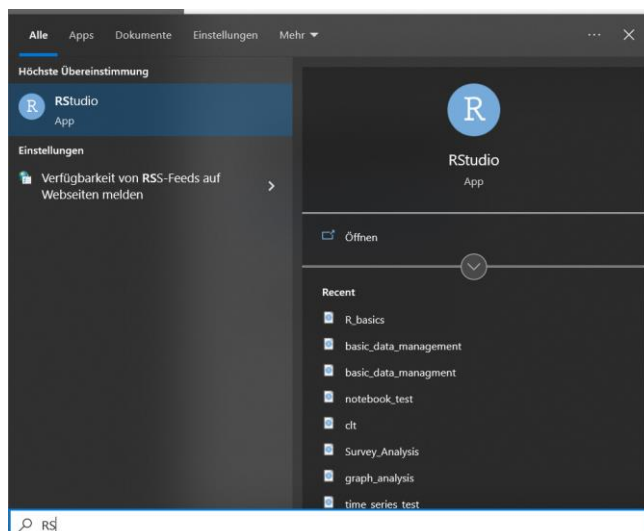 Alle Apps Dokumente Einstellungen Mehr
Höchste Übereinstimmung
R
RStudio
App
Einstellungen
Verfügbarkeit von RSS-Feeds auf
Webseiten melden
R
RStudio
App
Öffnen
Recent
R_basics
basic_data_management
basic_data_managment
notebook_test
clt
Survey_Analysis
graph_analysis
time_series_test
RS